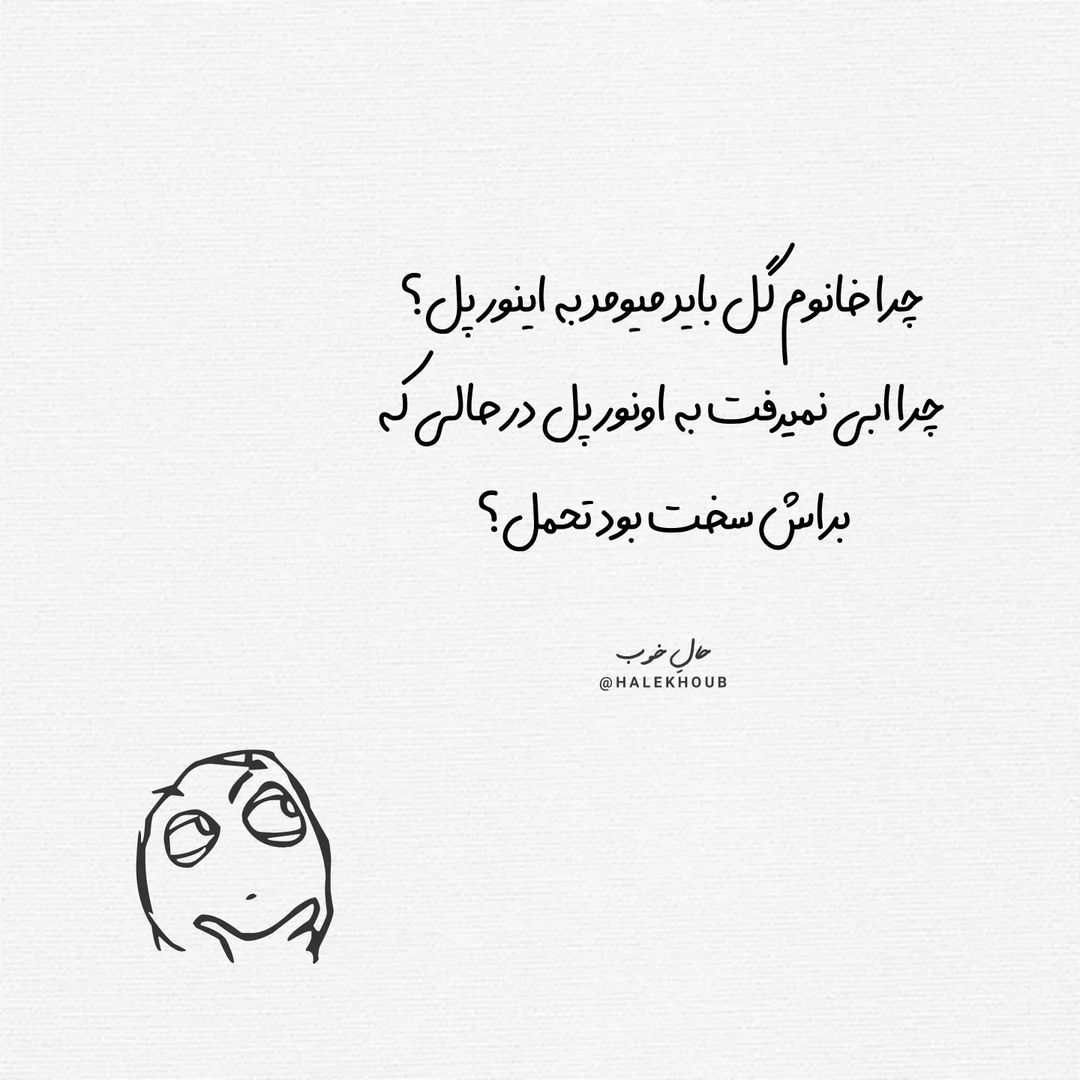 چرا خانوم گل باید میومد به اینور پل؟
چرا ابی نمیرفت به اونور پل در حالی که
براش سخت بود تحمل؟
حالِ خوب
@HALEKHOUB